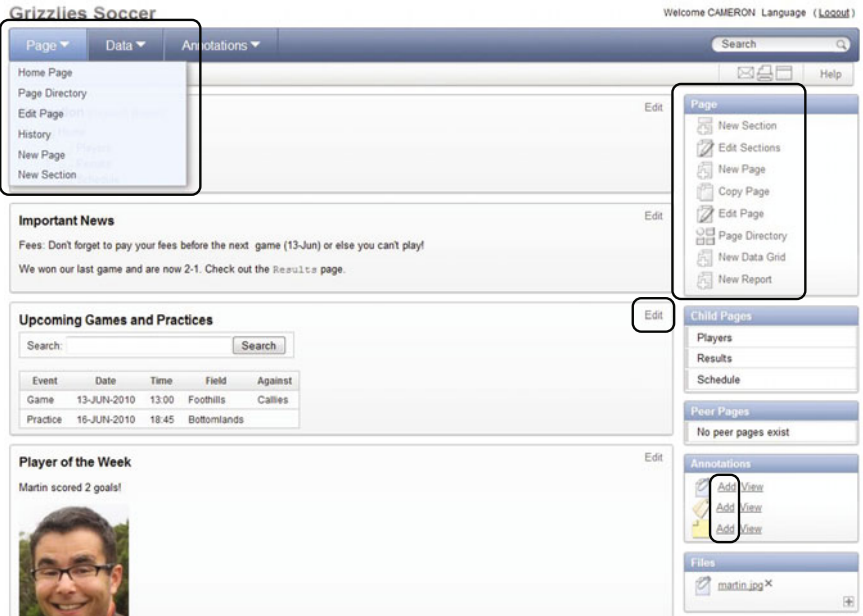 Grizzlies Soccer
Welcome CAMERON Language (Logout)
Page Data Annotations
Search
Help
Home Page
Page Directory
Edit Page
History
New Page
New Section
Edit
Important News
Edit
Fees: Don't forget to pay your fees before the next game (13-Jun) or else you can't play!
We won our last game and are now 2-1. Check out the Results page.
Upcoming Games and Practices
Edit
Search: Search
Event Date Time Field Against
Game 13-JUN-2010 13:00 Foothills Callies
Practice 16-JUN-2010 18:45 Bottomlands
Player of the Week
Edit
Martin scored 2 goals!
Page
New Section
Edit Sections
New Page
Copy Page
Edit Page
Page Directory
New Data Grid
New Report
Child Pages
Players
Results
Schedule
Peer Pages
No peer pages exist
Annotations
Add View
Add View
Add View
Files
martin.jpg X